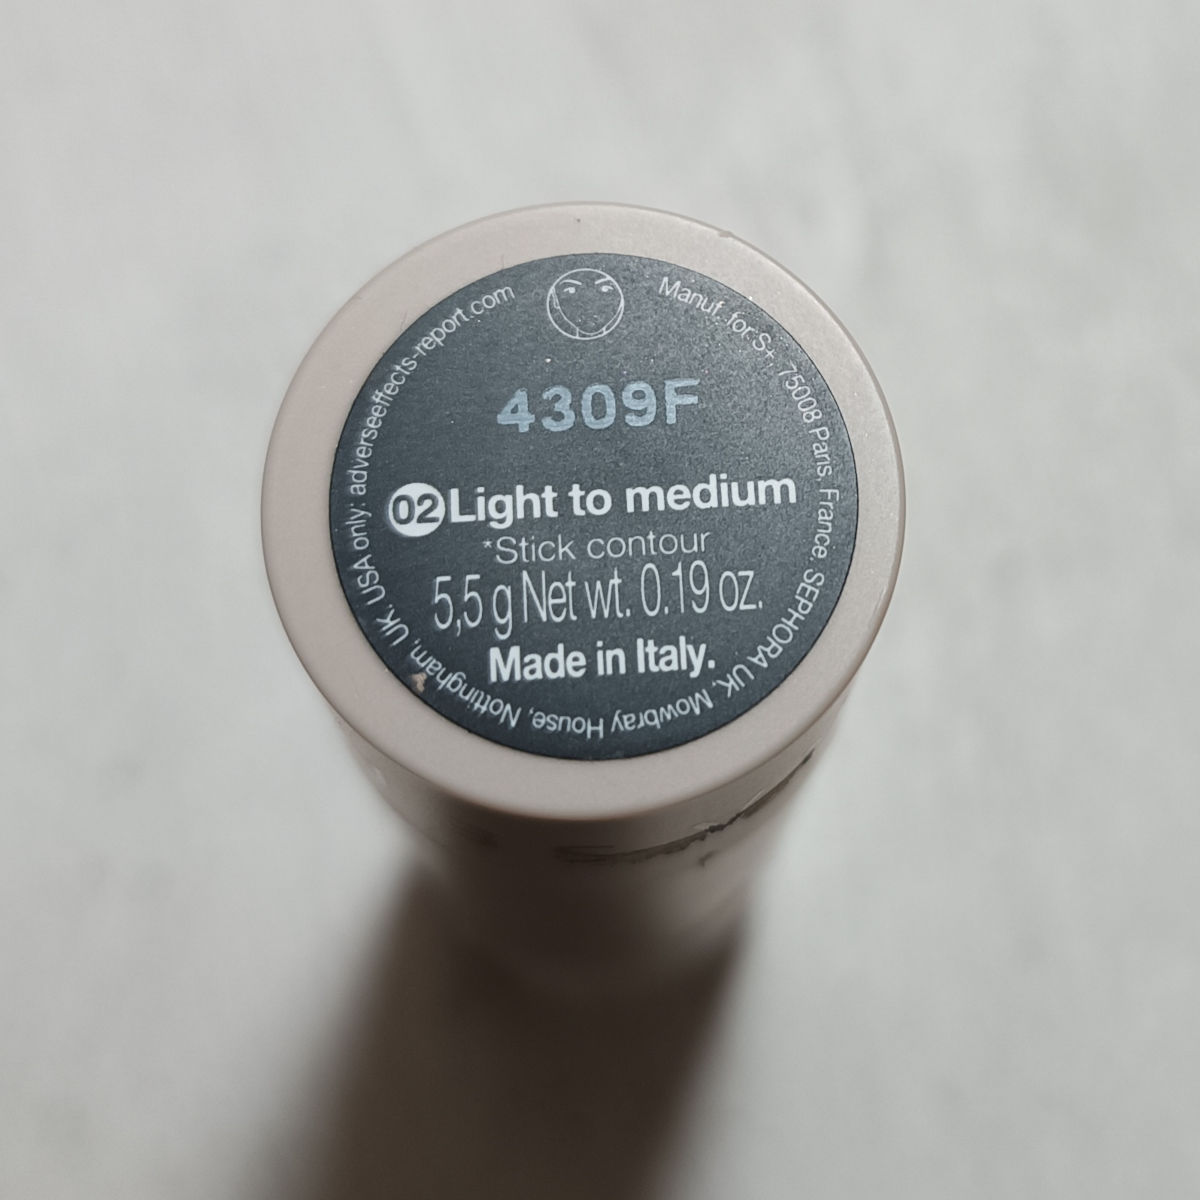 4309F
02 Light to medium
*Stick contour
5,5 g Net wt. 0.19 oz.
Made in Italy.
Manuf. for S+, 75008 Paris, France. SEPHORA UK, Mowbray House, Nottingham, UK, USA only: adverseeffects-report.com